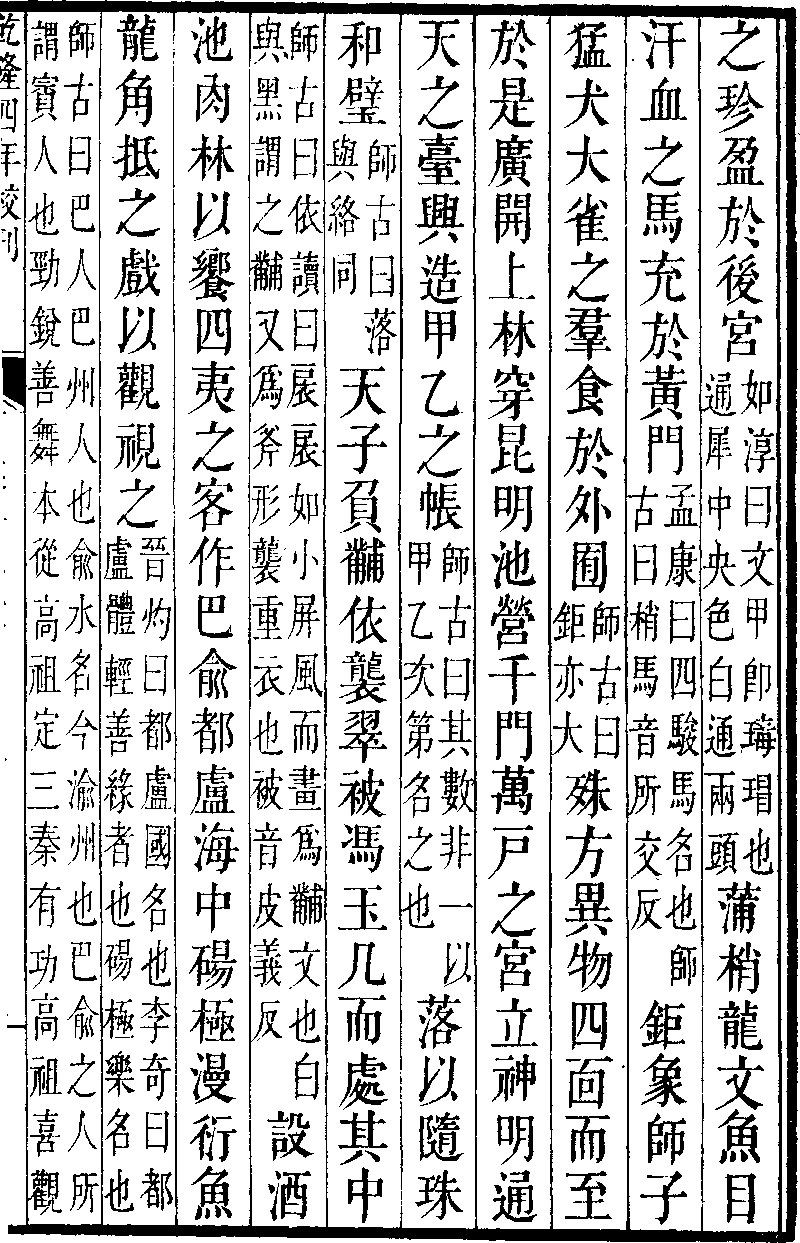 之珍盈於後宮如淳曰文甲卽瑇瑁也通犀中央色白通兩頭蒲梢龍文魚目
汗血之馬充於黃門孟康曰四駿馬名也師古曰梢馬音所交反鉅象師子
猛犬大雀之羣食於外囿師古曰鉅亦大殊方異物四面而至
於是廣開上林穿昆明池營千門萬戸之宮立神明通
天之臺興造甲乙之帳師古曰其數非一以甲乙次第名之也落以隨珠
和璧師古曰落與絡同天子負黼依襲翠被馮玉几而處其中
師古曰依讀曰扆扆如小屏風而畫爲黼文也白與黑謂之黼又爲斧形襲重衣也被音皮義反設酒
池肉林以饗四夷之客作巴俞都盧海中碭極漫衍魚
龍角抵之戲以觀視之晉灼曰都盧國名也李奇曰都盧體輕善緣者也碭極樂名也
師古曰巴人巴州人也俞水名今渝州也巴俞之人所謂賨人也勁銳善舞本從高祖定三秦有功高祖喜觀
乾隆四年校刊